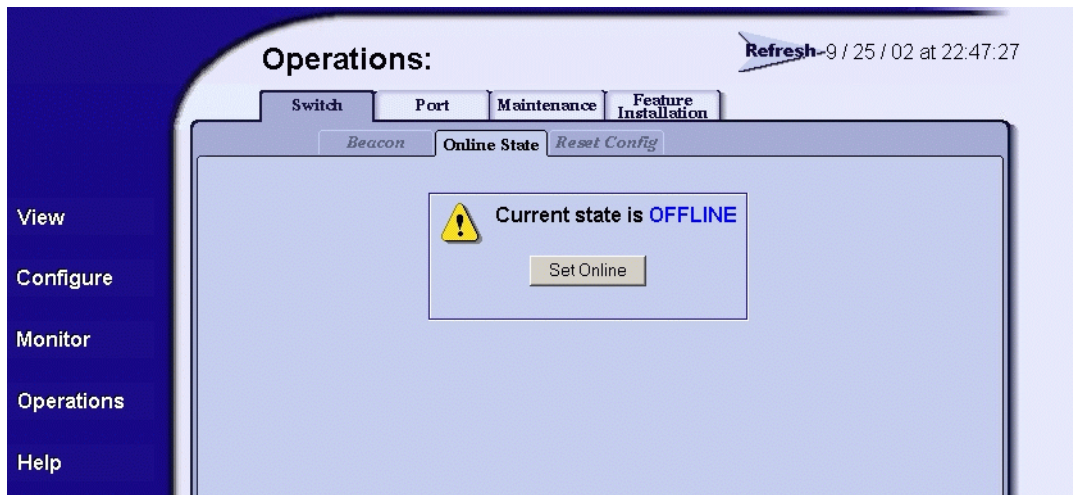 Operations:
Refresh-9 / 25 / 02 at 22:47:27
Switch
Port
Maintenance
Feature
Installation
Beacon
Online State
Reset Config
View
Configure
Monitor
Operations
Help
Current state is OFFLINE
Set Online